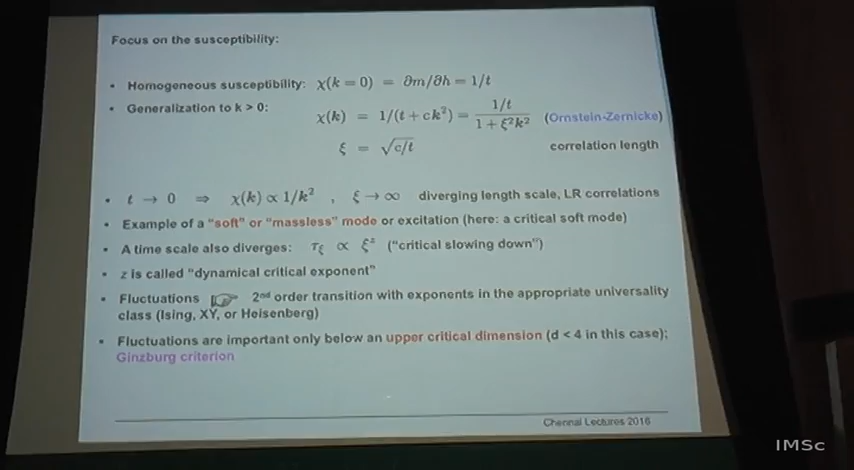 Focus on the susceptibility:
• Homogeneous susceptibility: χ(k = 0) = ∂m/∂h = 1/t
• Generalization to k > 0:
χ(k) = 1/(t + ck²) = (1/t)/(1 + ξ²k²) (Ornstein-Zernicke)
ξ = √(c/t) correlation length
• t → 0 ⇒ χ(k) ∝ 1/k² , ξ → ∞ diverging length scale, LR correlations
• Example of a "soft" or "massless" mode or excitation (here: a critical soft mode)
• A time scale also diverges: τ_ξ ∝ ξ^z ("critical slowing down")
• z is called "dynamical critical exponent"
• Fluctuations ☞ 2nd order transition with exponents in the appropriate universality
class (Ising, XY, or Heisenberg)
• Fluctuations are important only below an upper critical dimension (d < 4 in this case);
Ginzburg criterion
Chennai Lectures 2016
IMSc